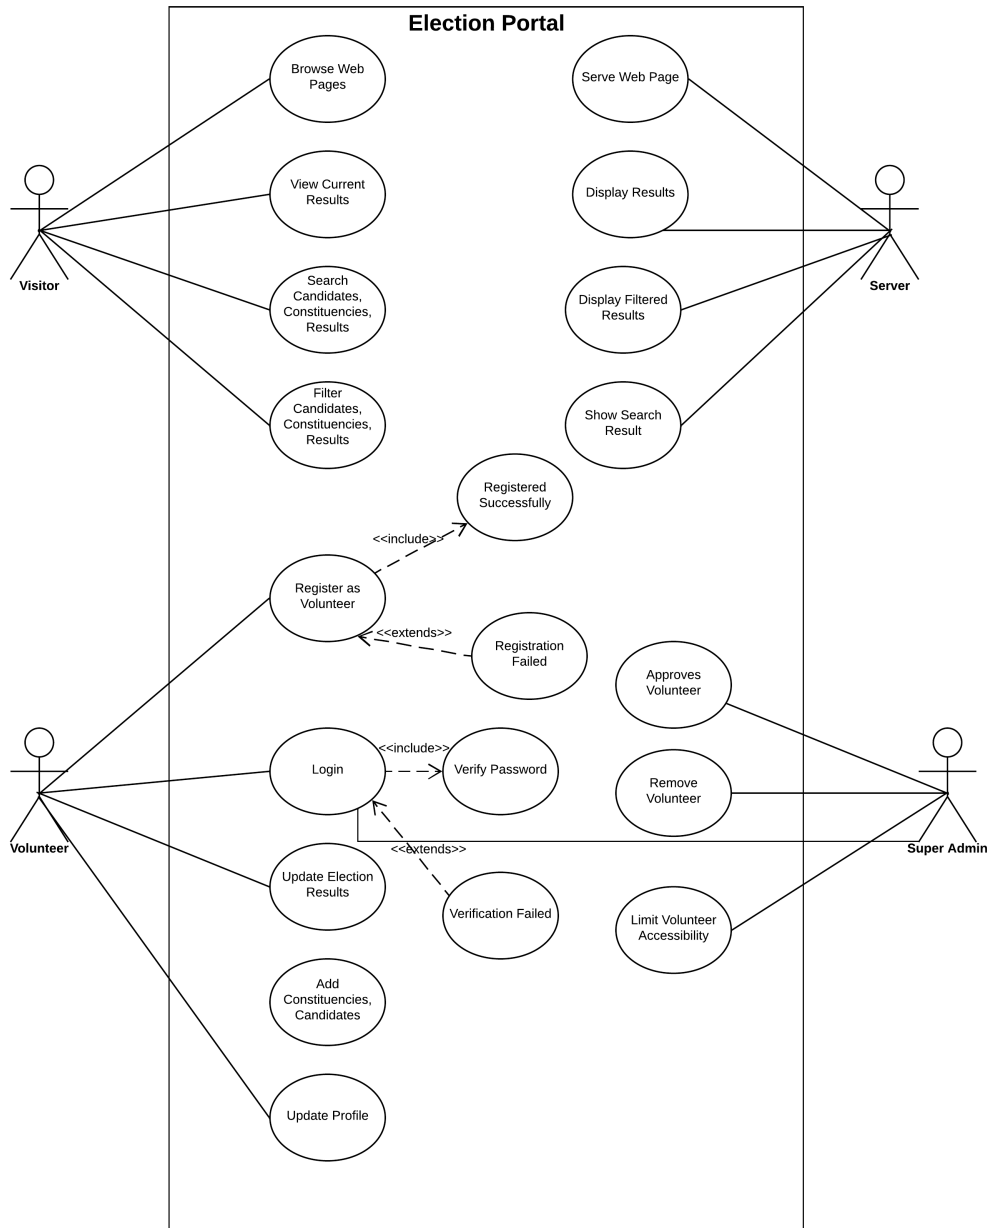 Election Portal
Browse Web
Pages
Serve Web Page
View Current
Results
Display Results
Visitor
Server
Search
Candidates,
Constituencies,
Results
Display Filtered
Results
Filter
Candidates,
Constituencies,
Results
Show Search
Result
Registered
Successfully
<<include>>
Register as
Volunteer
<<extends>>
Registration
Failed
Approves
Volunteer
Login
<<include>>
Verify Password
Remove
Volunteer
Volunteer
<<extends>>
Super Admin
Update Election
Results
Verification Failed
Limit Volunteer
Accessibility
Add
Constituencies,
Candidates
Update Profile